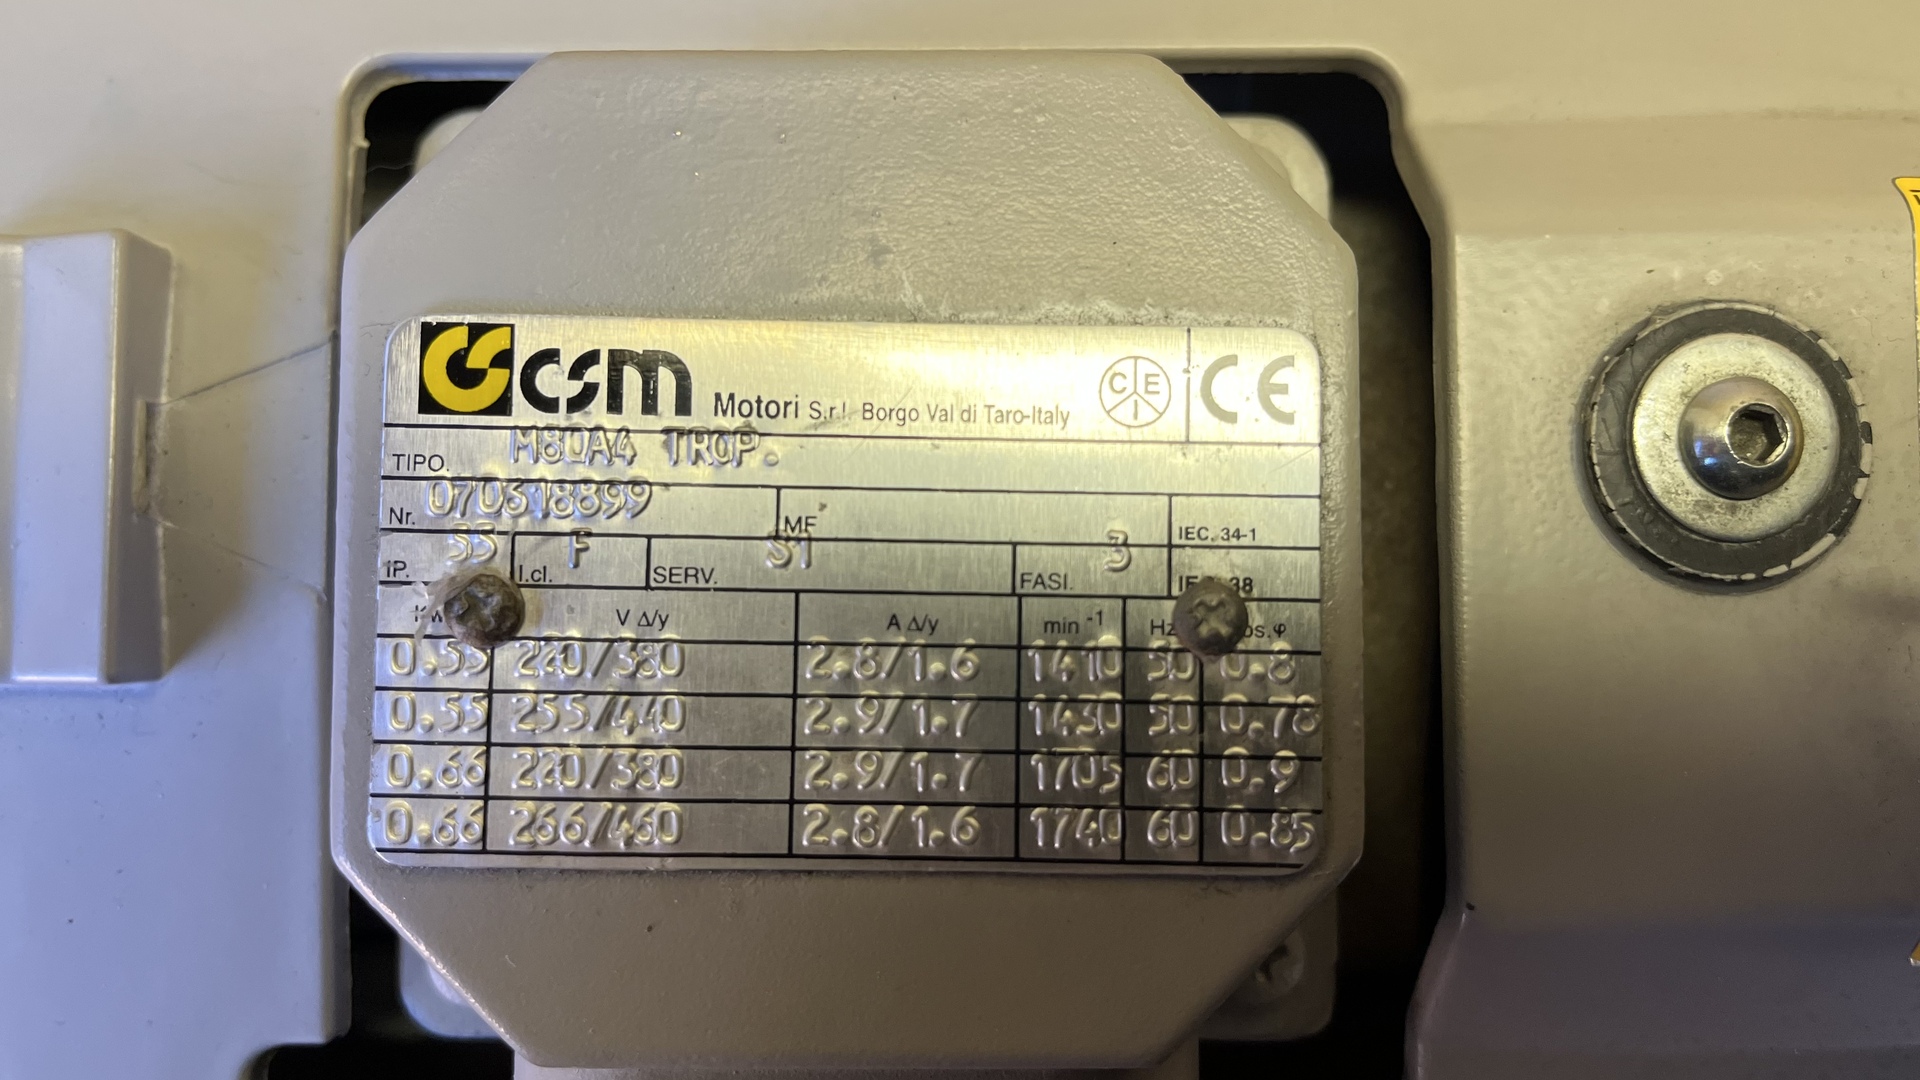 csm Motori S.r.l. Borgo Val di Taro-Italy CEI CE
TIPO. M80A4 TROP.
Nr. 070618899 MF IEC. 34-1
IP. 55 I.cl. F SERV. S1 FASI. 3 38
V Δ/y A Δ/y min -1 Hz
0.55 220/380 2.8/1.6 1410 50 0.8
0.55 255/440 2.9/1.7 1430 50 0.78
0.66 220/380 2.9/1.7 1705 60 0.9
0.66 266/460 2.8/1.6 1740 60 0.85